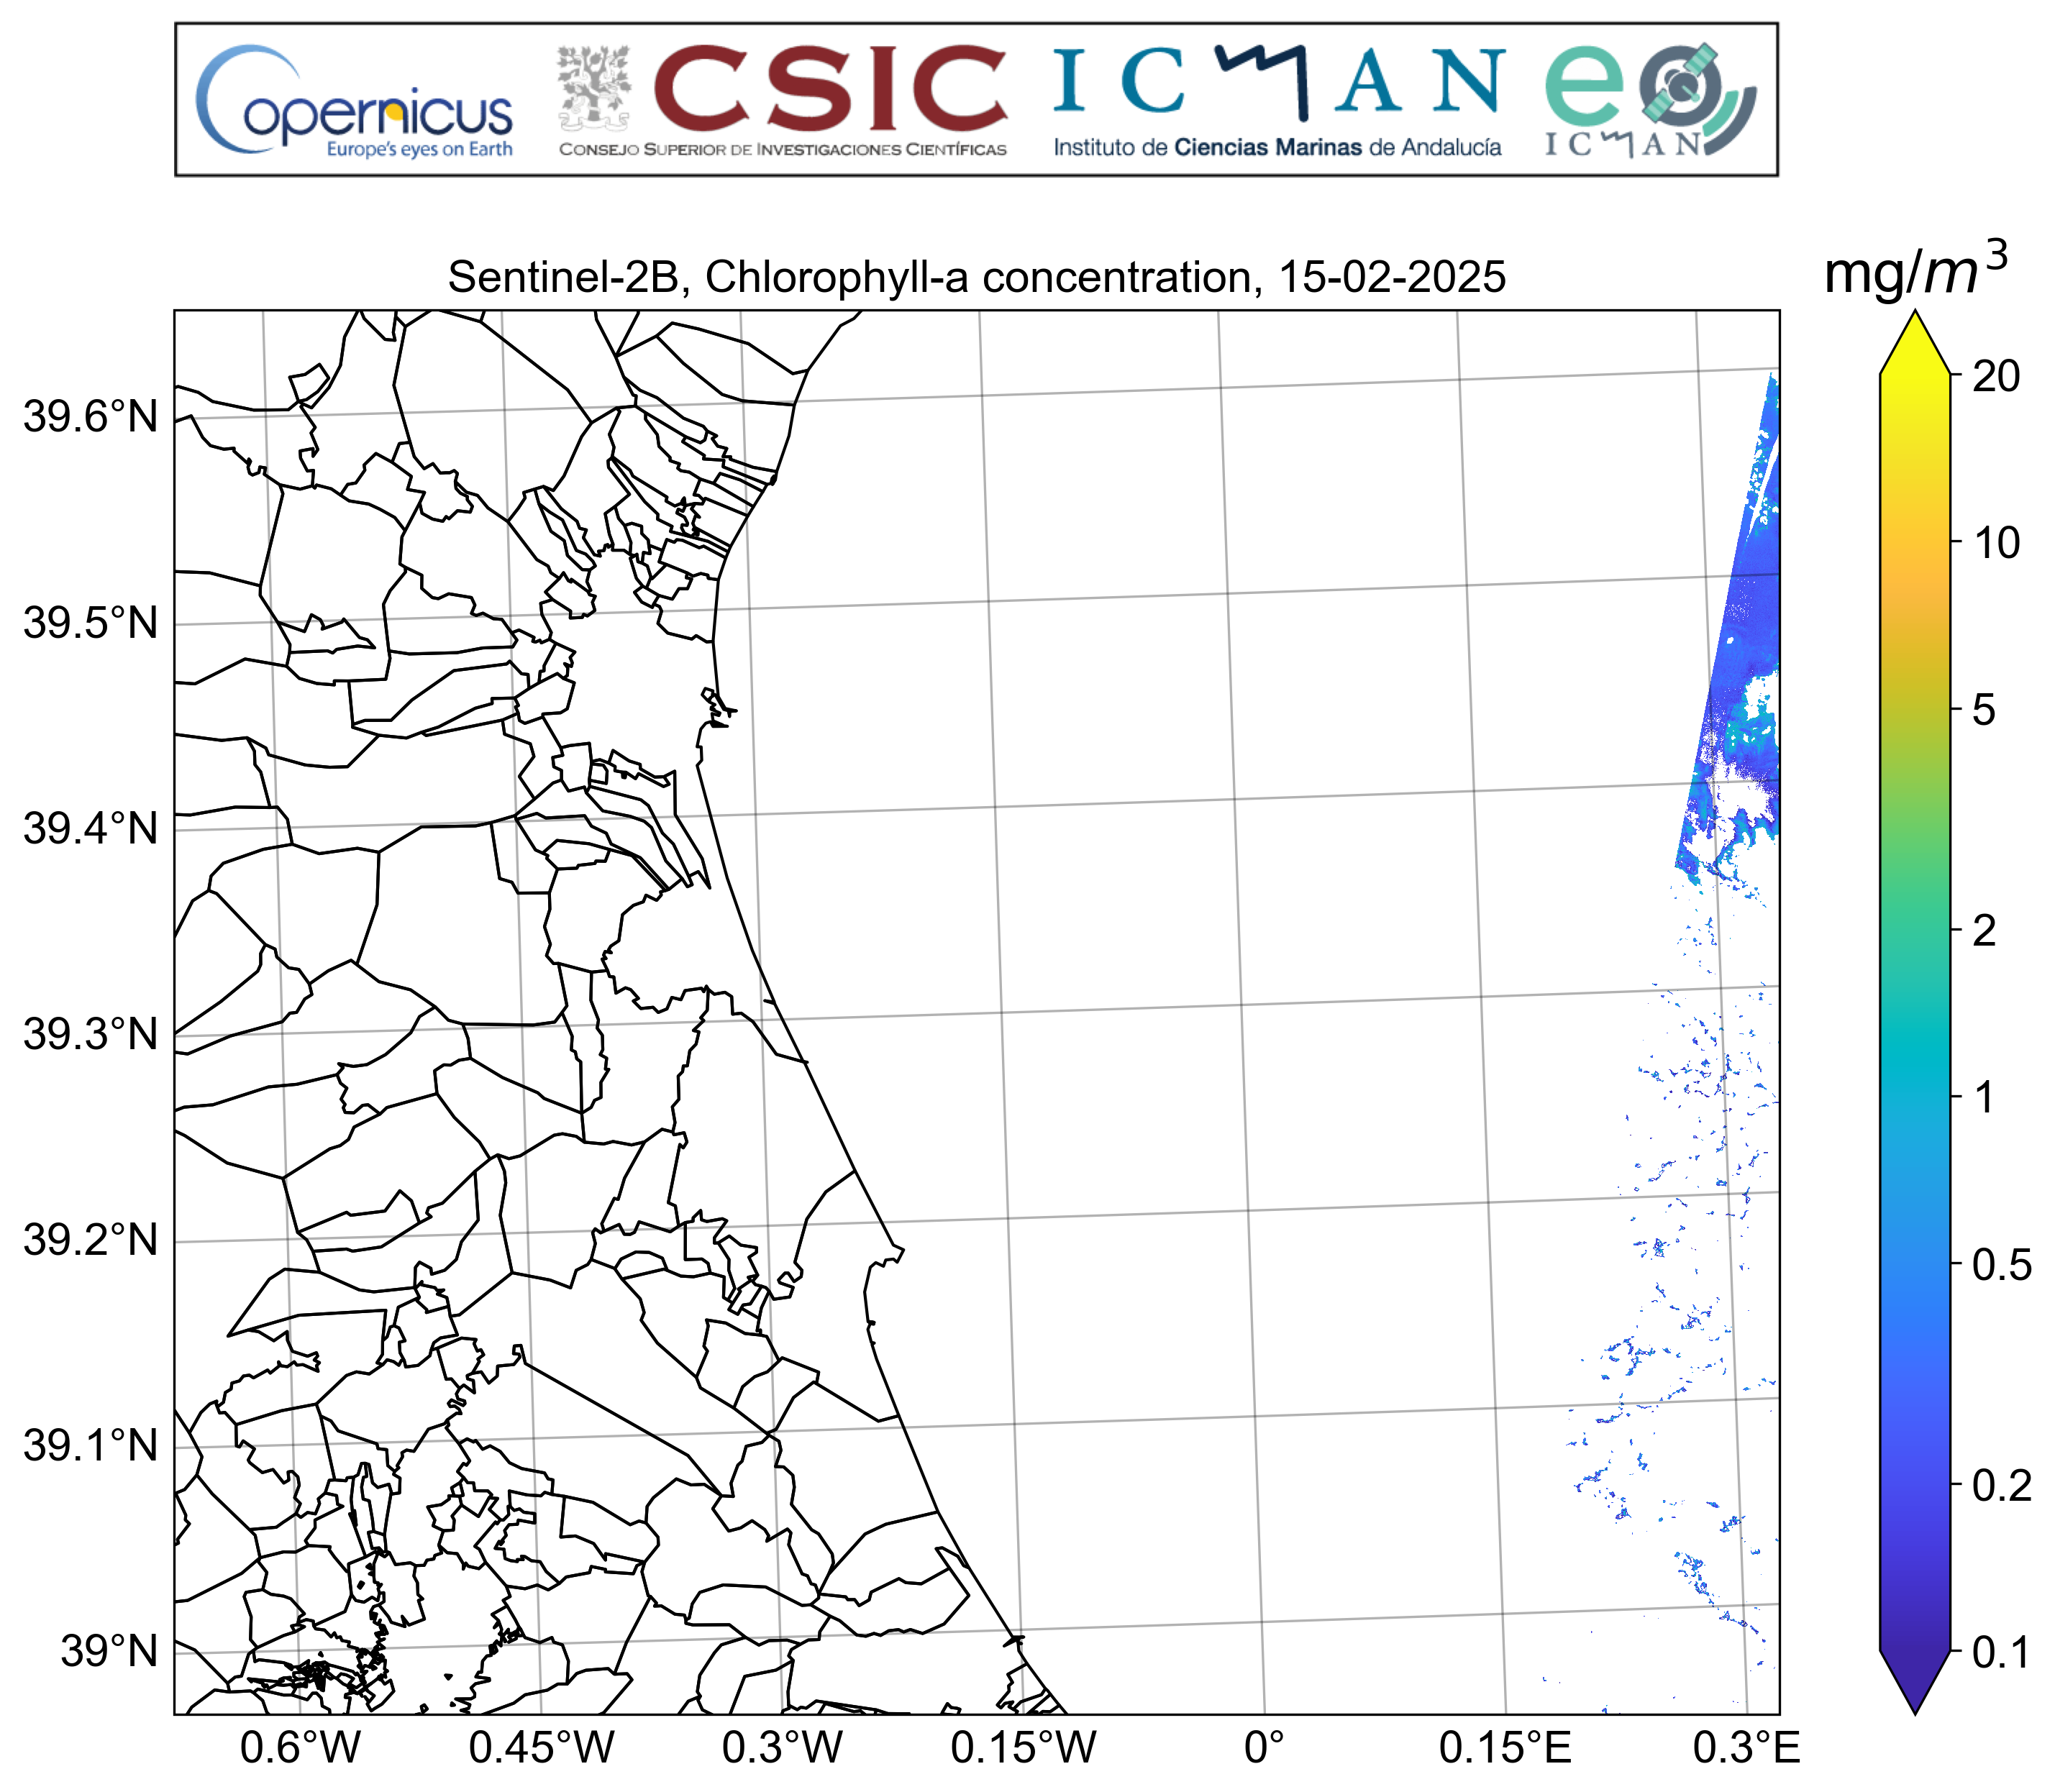 Copernicus
Europe's eyes on Earth
CSIC
CONSEJO SUPERIOR DE INVESTIGACIONES CIENTÍFICAS
ICMAN
Instituto de Ciencias Marinas de Andalucía
eo
ICMAN
Sentinel-2B, Chlorophyll-a concentration, 15-02-2025
mg/m³
39.6°N
39.5°N
39.4°N
39.3°N
39.2°N
39.1°N
39°N
0.6°W 0.45°W 0.3°W 0.15°W 0° 0.15°E 0.3°E
20
10
5
2
1
0.5
0.2
0.1